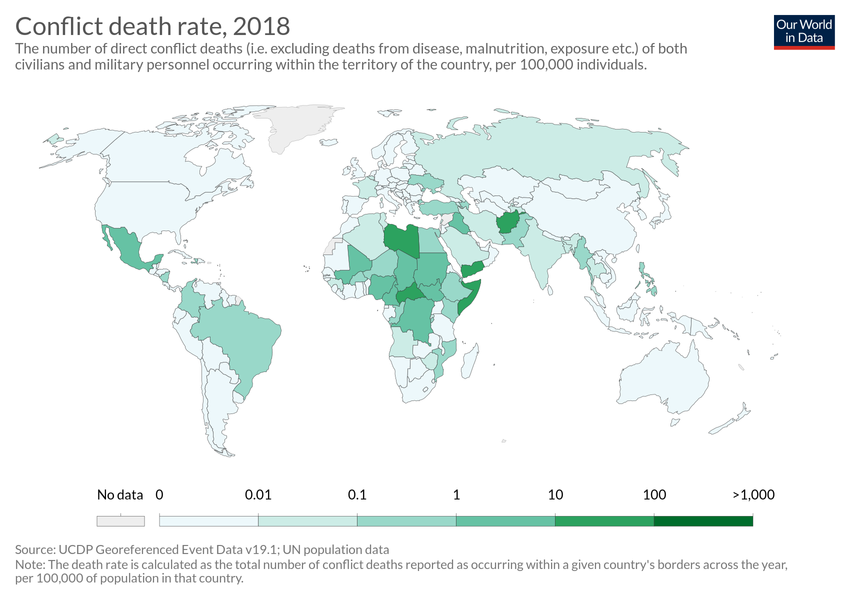 Conflict death rate, 2018
Our World
in Data
The number of direct conflict deaths (i.e. excluding deaths from disease, malnutrition, exposure etc.) of both
civilians and military personnel occurring within the territory of the country, per 100,000 individuals.
No data 0 0.01 0.1 1 10 100 >1,000
Source: UCDP Georeferenced Event Data v19.1; UN population data
Note: The death rate is calculated as the total number of conflict deaths reported as occurring within a given country's borders across the year,
per 100,000 of population in that country.